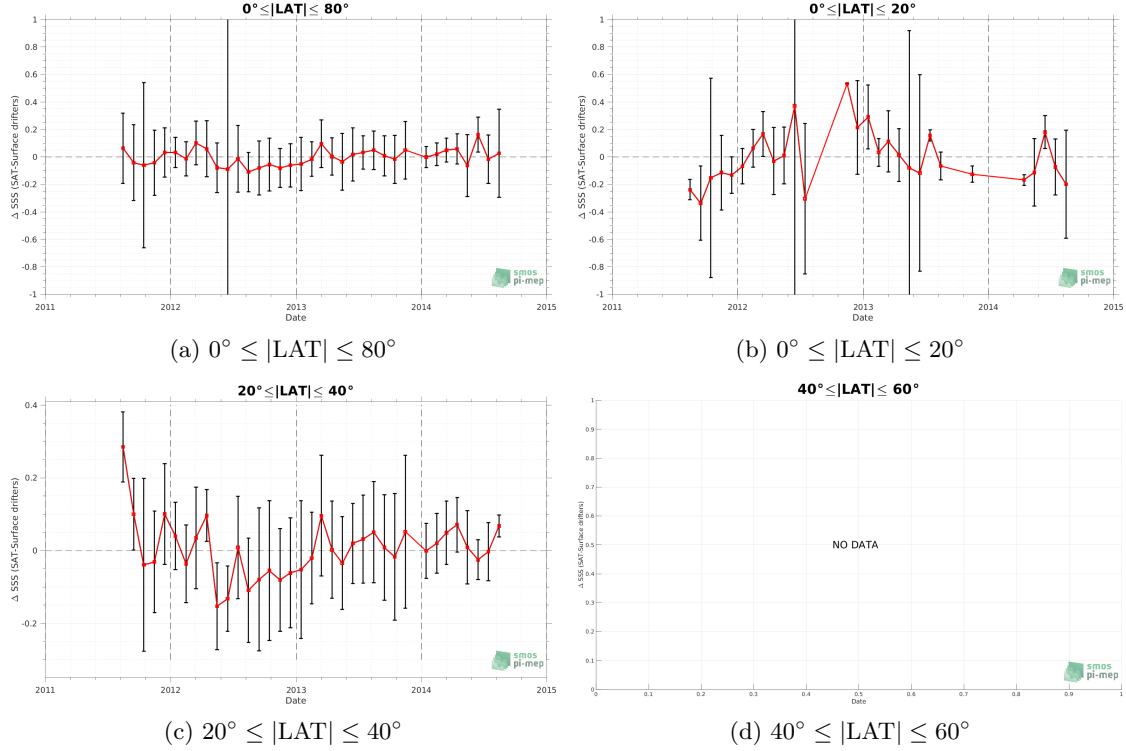 0°≤|LAT|≤ 80°
Δ SSS (SAT-Surface drifters)
1
0.8
0.6
0.4
0.2
0
-0.2
-0.4
-0.6
-0.8
-1
2011
2012
2013
2014
2015
Date
smos
pi-mep
(a) 0° ≤ |LAT| ≤ 80°
0°≤|LAT|≤ 20°
Δ SSS (SAT-Surface drifters)
1
0.8
0.6
0.4
0.2
0
-0.2
-0.4
-0.6
-0.8
-1
2011
2012
2013
2014
2015
Date
smos
pi-mep
(b) 0° ≤ |LAT| ≤ 20°
20°≤|LAT|≤ 40°
Δ SSS (SAT-Surface drifters)
0.4
0.2
0
-0.2
2011
2012
2013
2014
2015
Date
smos
pi-mep
(c) 20° ≤ |LAT| ≤ 40°
40°≤|LAT|≤ 60°
Δ SSS (SAT-Surface drifters)
1
0.9
0.8
0.7
0.6
0.5
0.4
0.3
0.2
0.1
0
NO DATA
0
0.1
0.2
0.3
0.4
0.5
0.6
0.7
0.8
0.9
1
Date
smos
pi-mep
(d) 40° ≤ |LAT| ≤ 60°